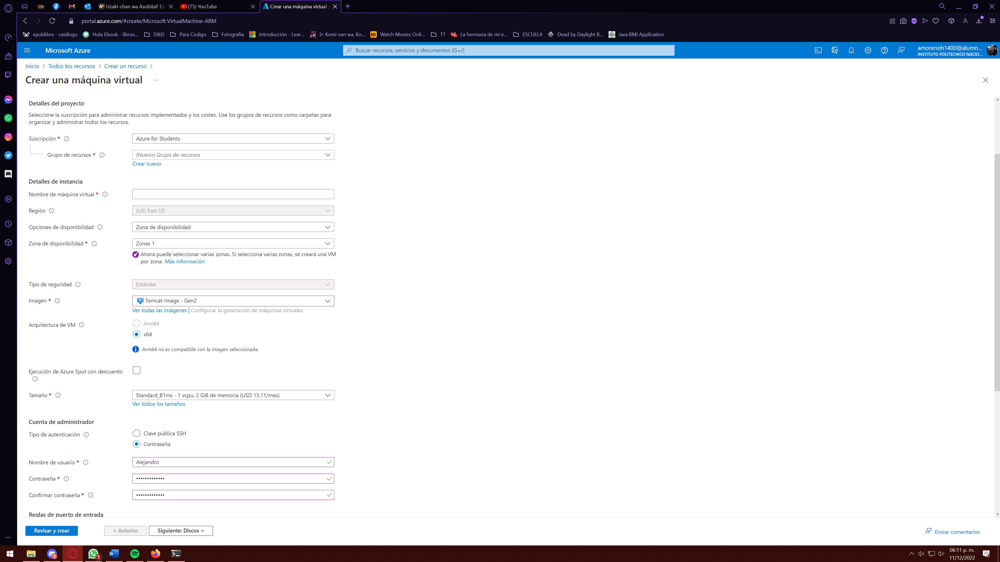 Uzaki-chan wa Asobitai! Do
(75) YouTube
Crear una máquina virtual -
portal.azure.com/#create/Microsoft.VirtualMachine-ARM
epublibre - catálogo
Hola Ebook - libros...
D&D
Para Codigo
Fotografia
Introducción - Lear...
▷ Komi-san wa, Ko...
HD
Watch Movies Onli...
TT
La hermana de mi e...
ESCUELA
Dead by Daylight B...
Java RMI Application
Microsoft Azure
Buscar recursos, servicios y documentos (G+/)
amorenoh1400@alumn...
INSTITUTO POLITECNICO NACIO...
Inicio > Todos los recursos > Crear un recurso >
Crear una máquina virtual ...
Detalles del proyecto
Seleccione la suscripción para administrar recursos implementados y los costes. Use los grupos de recursos como carpetas para
organizar y administrar todos los recursos.
Suscripción *
Azure for Students
Grupo de recursos *
(Nuevo) Grupo de recursos
Crear nuevo
Detalles de instancia
Nombre de máquina virtual *
Región
(US) East US
Opciones de disponibilidad
Zona de disponibilidad
Zona de disponibilidad *
Zonas 1
Ahora puede seleccionar varias zonas. Si selecciona varias zonas, se creará una VM
por zona. Más información
Tipo de seguridad
Estándar
Imagen *
Tomcat-image - Gen2
Ver todas las imágenes | Configurar la generación de máquinas virtuales
Arquitectura de VM
Arm64
x64
Arm64 no es compatible con la imagen seleccionada.
Ejecución de Azure Spot con descuento
Tamaño *
Standard_B1ms - 1 vcpu, 2 GiB de memoria (USD 15.11/mes)
Ver todos los tamaños
Cuenta de administrador
Tipo de autenticación
Clave pública SSH
Contraseña
Nombre de usuario *
Alejandro
Contraseña *
•••••••••••••
Confirmar contraseña *
•••••••••••••
Reglas de puerto de entrada
Revisar y crear
< Anterior
Siguiente: Discos >
Enviar comentarios
9
3
06:11 p. m.
11/12/2022